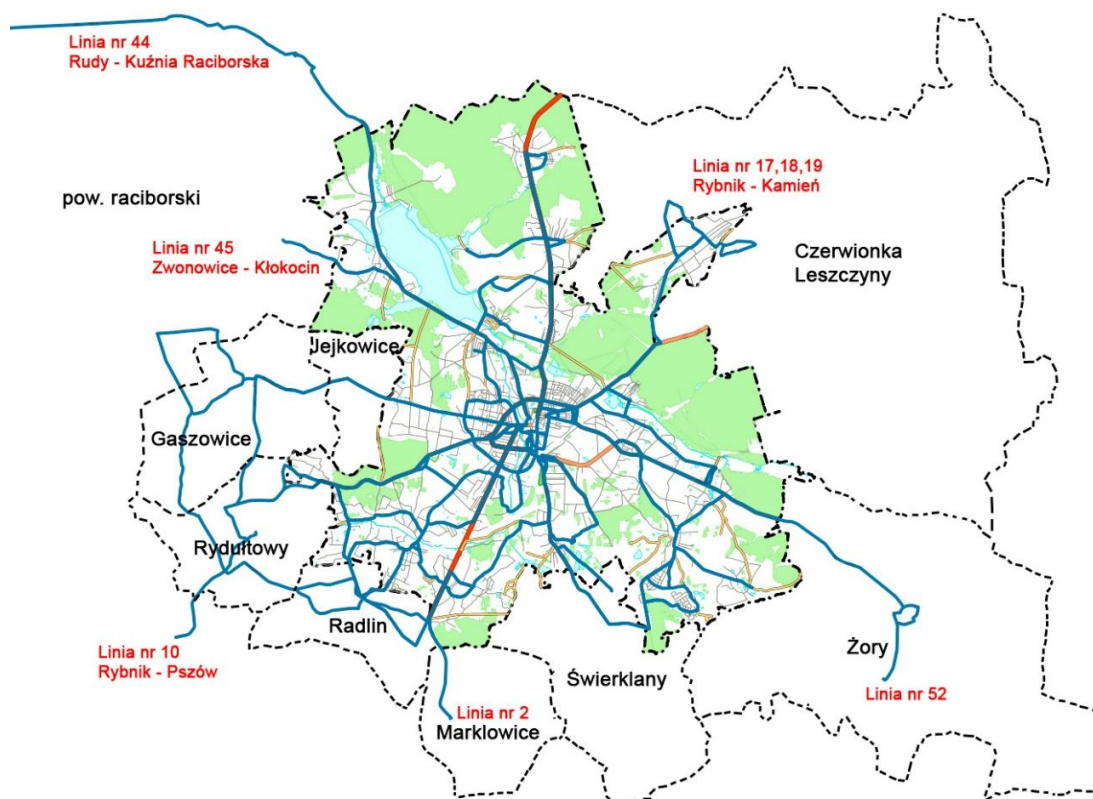 Linia nr 44
Rudy - Kuźnia Raciborska
Linia nr 17,18,19
Rybnik - Kamień
pow. raciborski
Linia nr 45
Zwonowice - Kłokocin
Czerwionka
Leszczyny
Jejkowice
Gaszowice
Rydułtowy
Radlin
Żory
Linia nr 10
Rybnik - Pszów
Świerklany
Linia nr 52
Linia nr 2
Marklowice